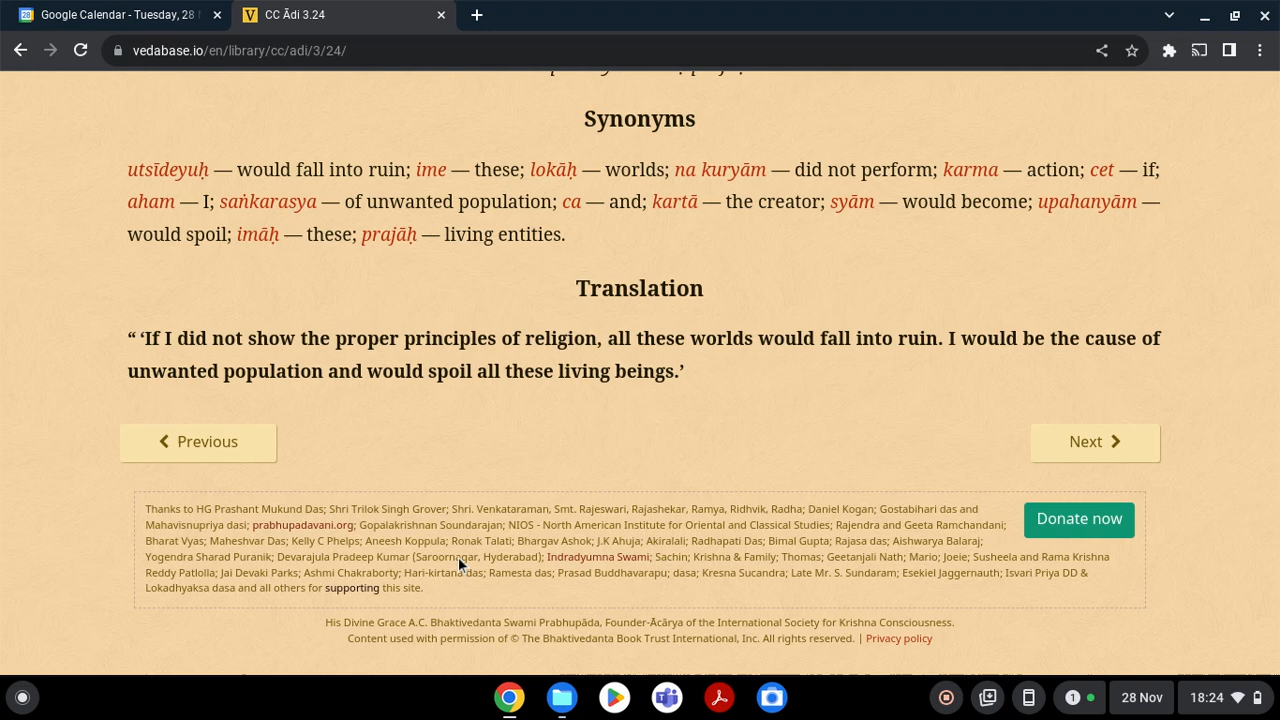 Google Calendar - Tuesday, 28
CC Ādi 3.24
vedabase.io/en/library/cc/adi/3/24/
Synonyms
utsīdeyuḥ — would fall into ruin; ime — these; lokāḥ — worlds; na kuryām — did not perform; karma — action; cet — if;
aham — I; saṅkarasya — of unwanted population; ca — and; kartā — the creator; syām — would become; upahanyām —
would spoil; imāḥ — these; prajāḥ — living entities.
Translation
“ ‘If I did not show the proper principles of religion, all these worlds would fall into ruin. I would be the cause of
unwanted population and would spoil all these living beings.’
Previous
Next
Thanks to HG Prashant Mukund Das; Shri Trilok Singh Grover; Shri. Venkataraman, Smt. Rajeswari, Rajashekar, Ramya, Ridhvik, Radha; Daniel Kogan; Gostabihari das and
Mahavisnupriya dasi; prabhupadavani.org; Gopalakrishnan Soundarajan; NIOS - North American Institute for Oriental and Classical Studies; Rajendra and Geeta Ramchandani;
Bharat Vyas; Maheshvar Das; Kelly C Phelps; Aneesh Koppula; Ronak Talati; Bhargav Ashok; J.K Ahuja; Akiralali; Radhapati Das; Bimal Gupta; Rajasa das; Aishwarya Balaraj;
Yogendra Sharad Puranik; Devarajula Pradeep Kumar (Saroornagar, Hyderabad); Indradyumna Swami; Sachin; Krishna & Family; Thomas; Geetanjali Nath; Mario; Joeie; Susheela and Rama Krishna
Reddy Patlolla; Jai Devaki Parks; Ashmi Chakraborty; Hari-kirtana das; Ramesta das; Prasad Buddhavarapu; dasa; Kresna Sucandra; Late Mr. S. Sundaram; Esekiel Jaggernauth; Isvari Priya DD &
Lokadhyaksa dasa and all others for supporting this site.
Donate now
His Divine Grace A.C. Bhaktivedanta Swami Prabhupāda, Founder-Ācārya of the International Society for Krishna Consciousness.
Content used with permission of © The Bhaktivedanta Book Trust International, Inc. All rights reserved. | Privacy policy
1
28 Nov
18:24